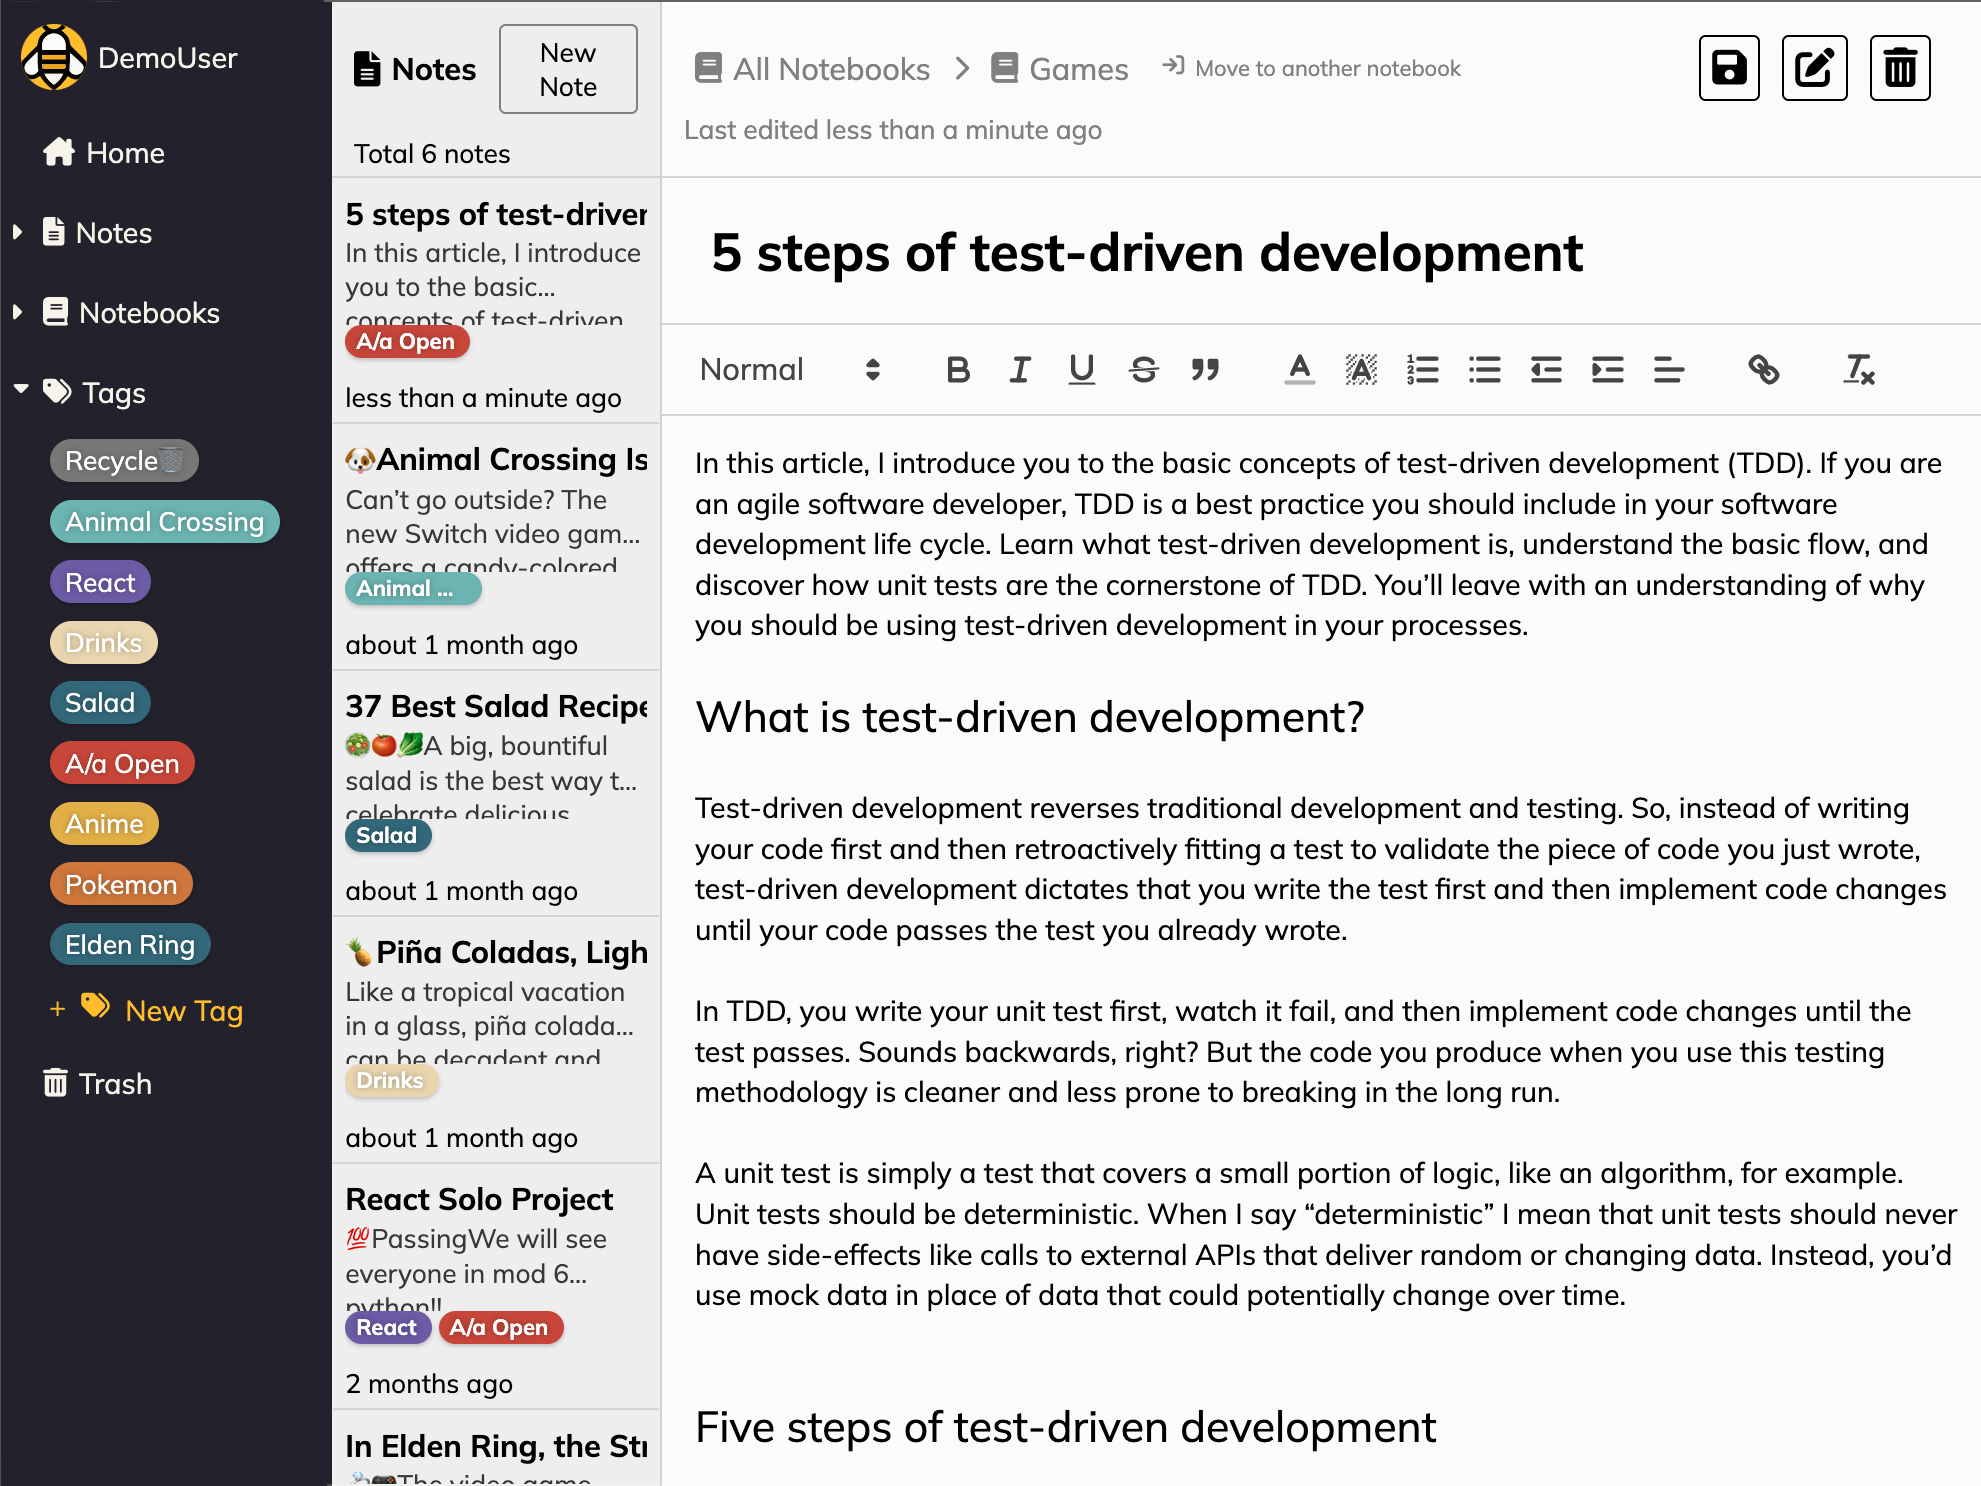 DemoUser
Home
Notes
Notebooks
Tags
Recycle🗑️
Animal Crossing
React
Drinks
Salad
A/a Open
Anime
Pokemon
Elden Ring
+ New Tag
Trash
Notes
New
Note
Total 6 notes
5 steps of test-driven
In this article, I introduce
you to the basic...
concepts of test-driven
A/a Open
less than a minute ago
🐶Animal Crossing Is
Can’t go outside? The
new Switch video gam...
offers a candy-colored
Animal ...
about 1 month ago
37 Best Salad Recipe
🥗🍅🥬A big, bountiful
salad is the best way t...
celebrate delicious
Salad
about 1 month ago
🍍Piña Coladas, Ligh
Like a tropical vacation
in a glass, piña colada...
can be decadent and
Drinks
about 1 month ago
React Solo Project
💯PassingWe will see
everyone in mod 6...
python!!
React
A/a Open
2 months ago
In Elden Ring, the Str
The video game
All Notebooks
Games
Move to another notebook
Last edited less than a minute ago
5 steps of test-driven development
Normal
In this article, I introduce you to the basic concepts of test-driven development (TDD). If you are
an agile software developer, TDD is a best practice you should include in your software
development life cycle. Learn what test-driven development is, understand the basic flow, and
discover how unit tests are the cornerstone of TDD. You’ll leave with an understanding of why
you should be using test-driven development in your processes.
What is test-driven development?
Test-driven development reverses traditional development and testing. So, instead of writing
your code first and then retroactively fitting a test to validate the piece of code you just wrote,
test-driven development dictates that you write the test first and then implement code changes
until your code passes the test you already wrote.
In TDD, you write your unit test first, watch it fail, and then implement code changes until the
test passes. Sounds backwards, right? But the code you produce when you use this testing
methodology is cleaner and less prone to breaking in the long run.
A unit test is simply a test that covers a small portion of logic, like an algorithm, for example.
Unit tests should be deterministic. When I say “deterministic” I mean that unit tests should never
have side-effects like calls to external APIs that deliver random or changing data. Instead, you’d
use mock data in place of data that could potentially change over time.
Five steps of test-driven development